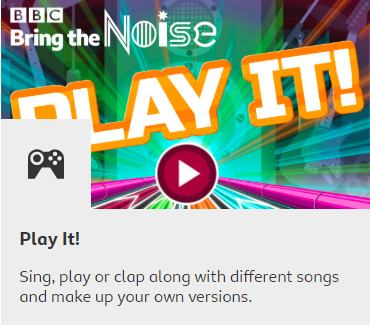 BBC
Bring the NOiSE
PLAY IT!
Play It!
Sing, play or clap along with different songs
and make up your own versions.